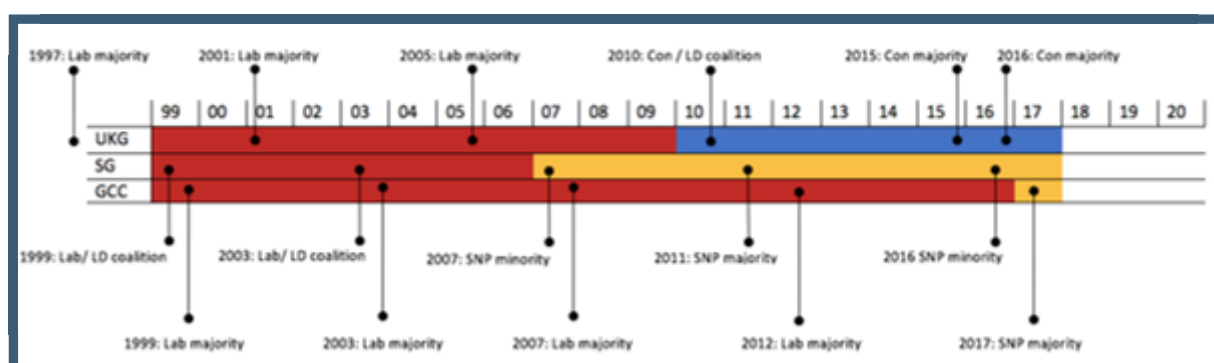 1997: Lab majority 2001: Lab majority 2005: Lab majority 2010: Con / LD coalition 2015: Con majority 2016: Con majority
99 00 01 02 03 04 05 06 07 08 09 10 11 12 13 14 15 16 17 18 19 20
UKG
SG
GCC
1999: Lab/ LD coalition 2003: Lab/ LD coalition 2007: SNP minority 2011: SNP majority 2016 SNP minority
1999: Lab majority 2003: Lab majority 2007: Lab majority 2012: Lab majority 2017: SNP majority